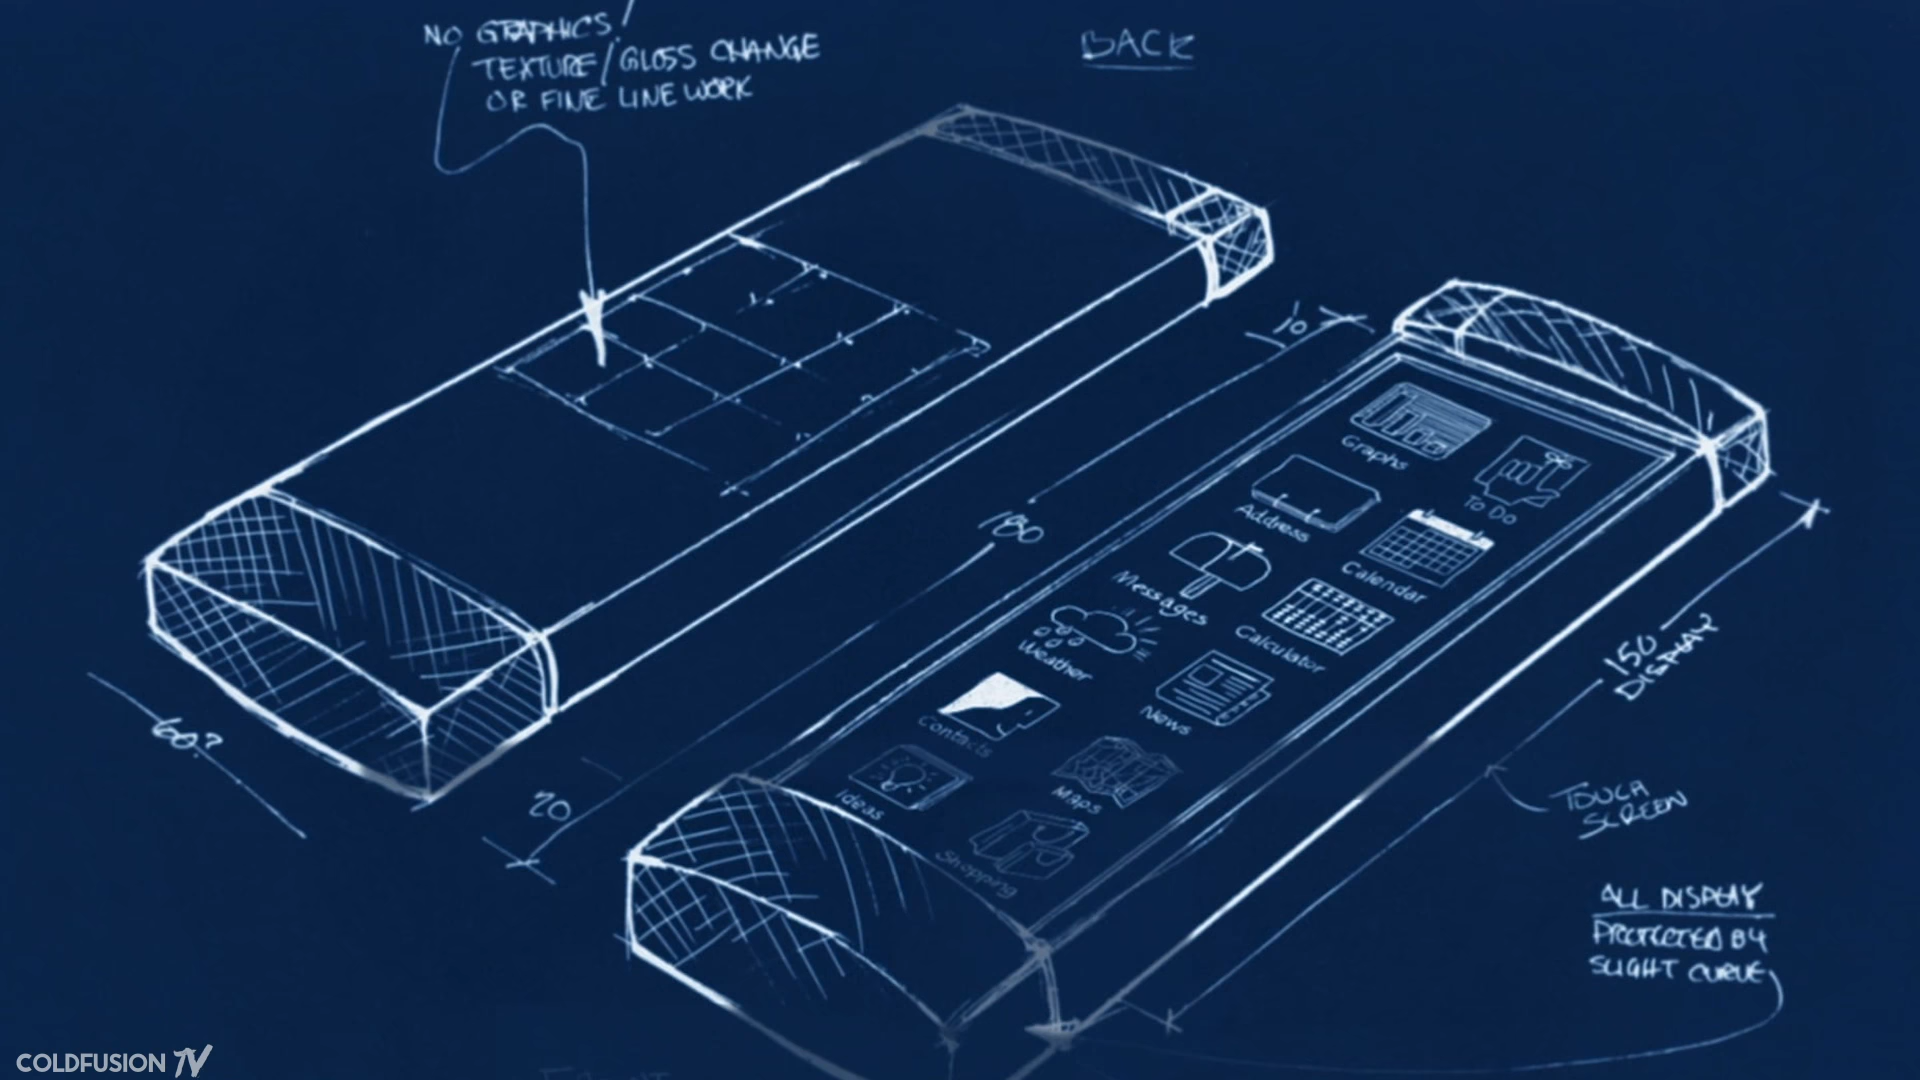 NO GRAPHICS!
TEXTURE/GLOSS CHANGE
OR FINE LINE WORK
BACK
10
180
20
60?
Graphs
To Do
Address
Calendar
Messages
Calculator
Weather
News
Contacts
Maps
Ideas
Shopping
150
DISPLAY
TOUCH
SCREEN
ALL DISPLAY
PROTECTED BY
SLIGHT CURVE
COLDFUSION TV